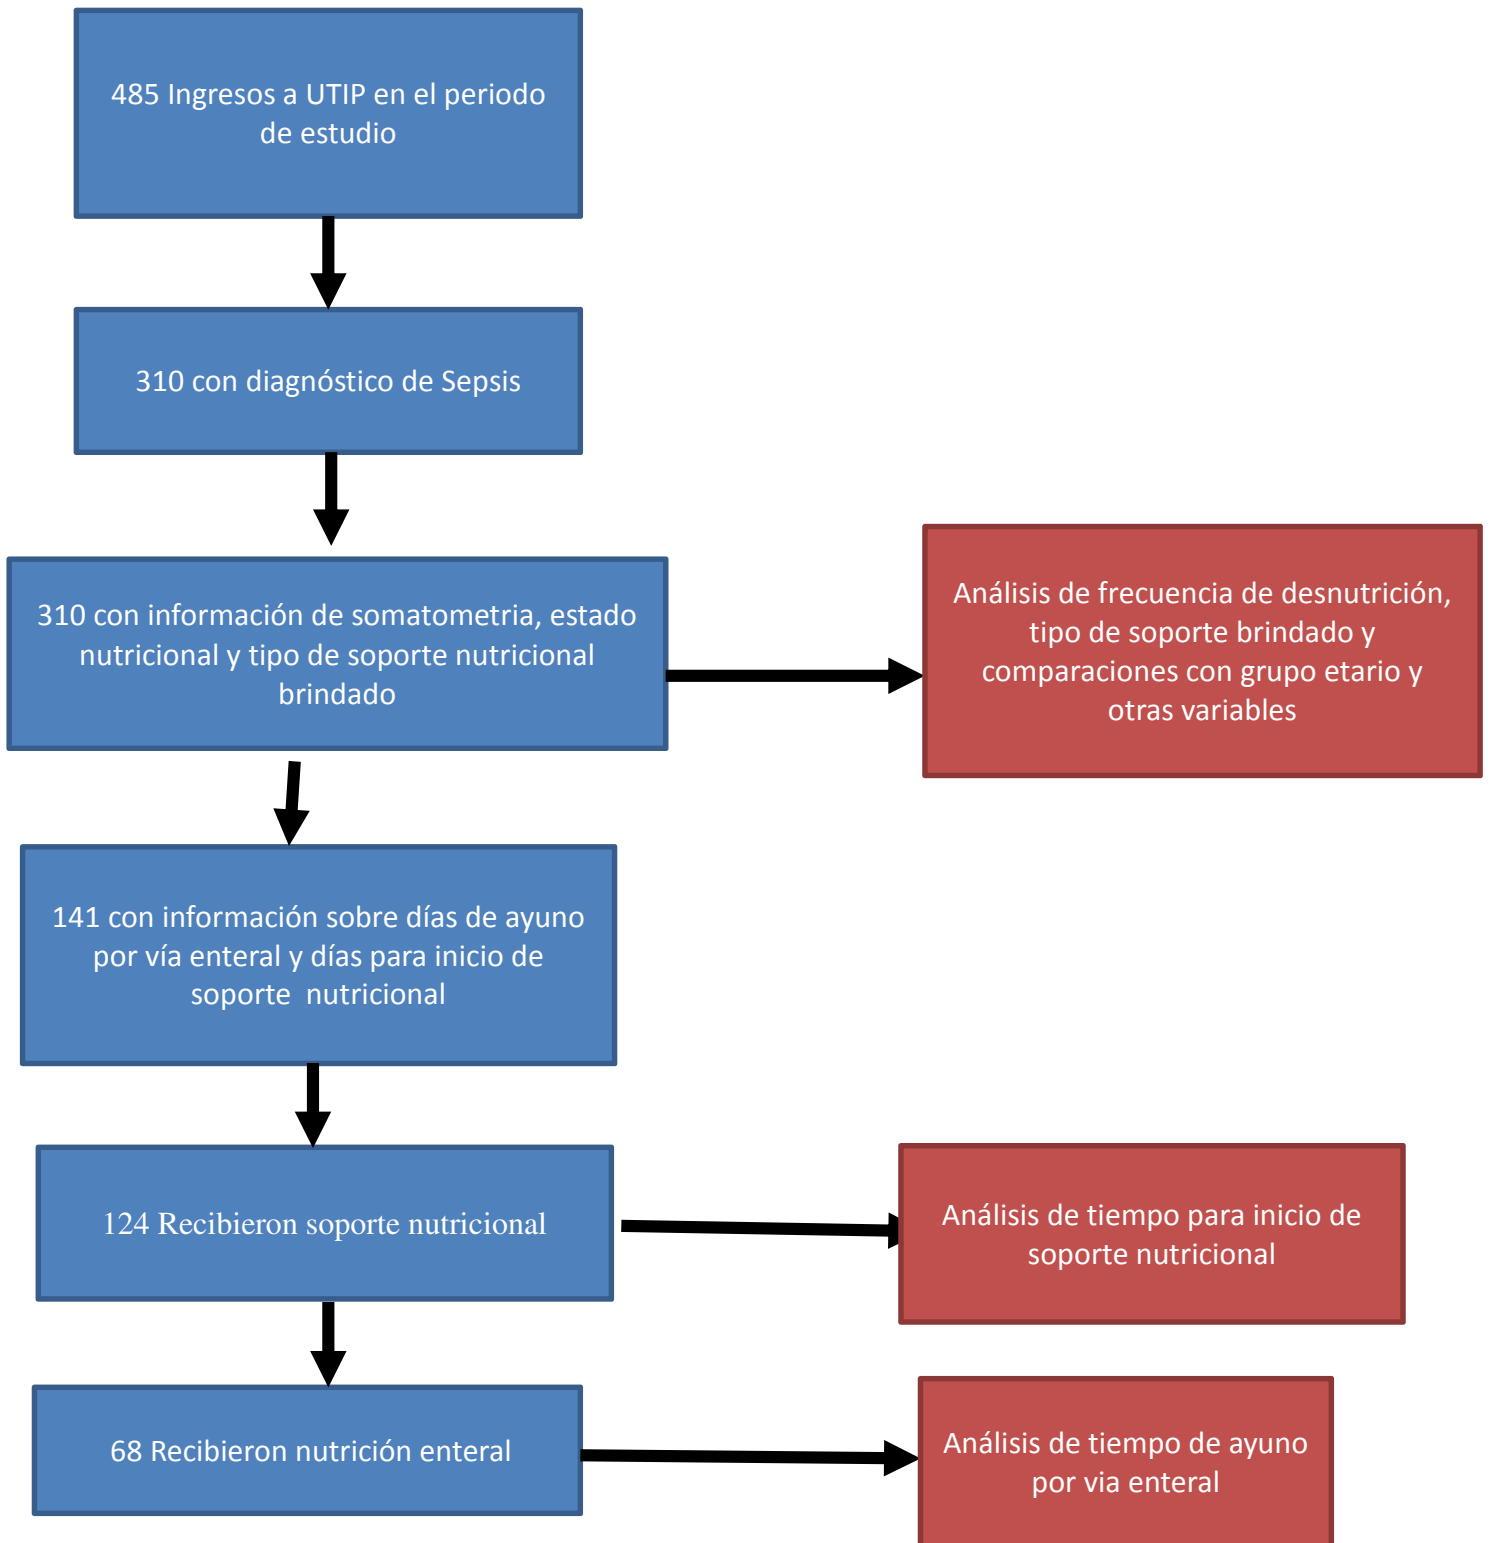 485 Ingresos a UTIP en el periodo
de estudio
310 con diagnóstico de Sepsis
310 con información de somatometria, estado
nutricional y tipo de soporte nutricional
brindado
Análisis de frecuencia de desnutrición,
tipo de soporte brindado y
comparaciones con grupo etario y
otras variables
141 con información sobre días de ayuno
por vía enteral y días para inicio de
soporte  nutricional
124 Recibieron soporte nutricional
Análisis de tiempo para inicio de
soporte nutricional
68 Recibieron nutrición enteral
Análisis de tiempo de ayuno
por via enteral